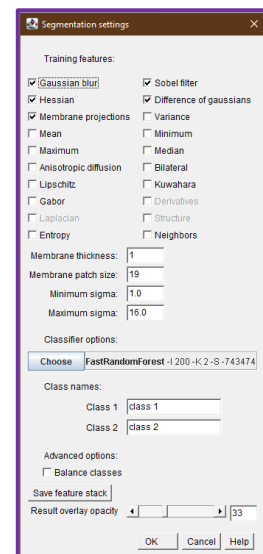 Segmentation settings
Training features:
Gaussian blur Sobel filter
Hessian Difference of gaussians
Membrane projections Variance
Mean Minimum
Maximum Median
Anisotropic diffusion Bilateral
Lipschitz Kuwahara
Gabor Derivatives
Laplacian Structure
Entropy Neighbors
Membrane thickness: 1
Membrane patch size: 19
Minimum sigma: 1.0
Maximum sigma: 16.0
Classifier options:
Choose FastRandomForest -I 200 -K 2 -S -743474
Class names:
Class 1 class 1
Class 2 class 2
Advanced options:
Balance classes
Save feature stack
Result overlay opacity 33
OK Cancel Help